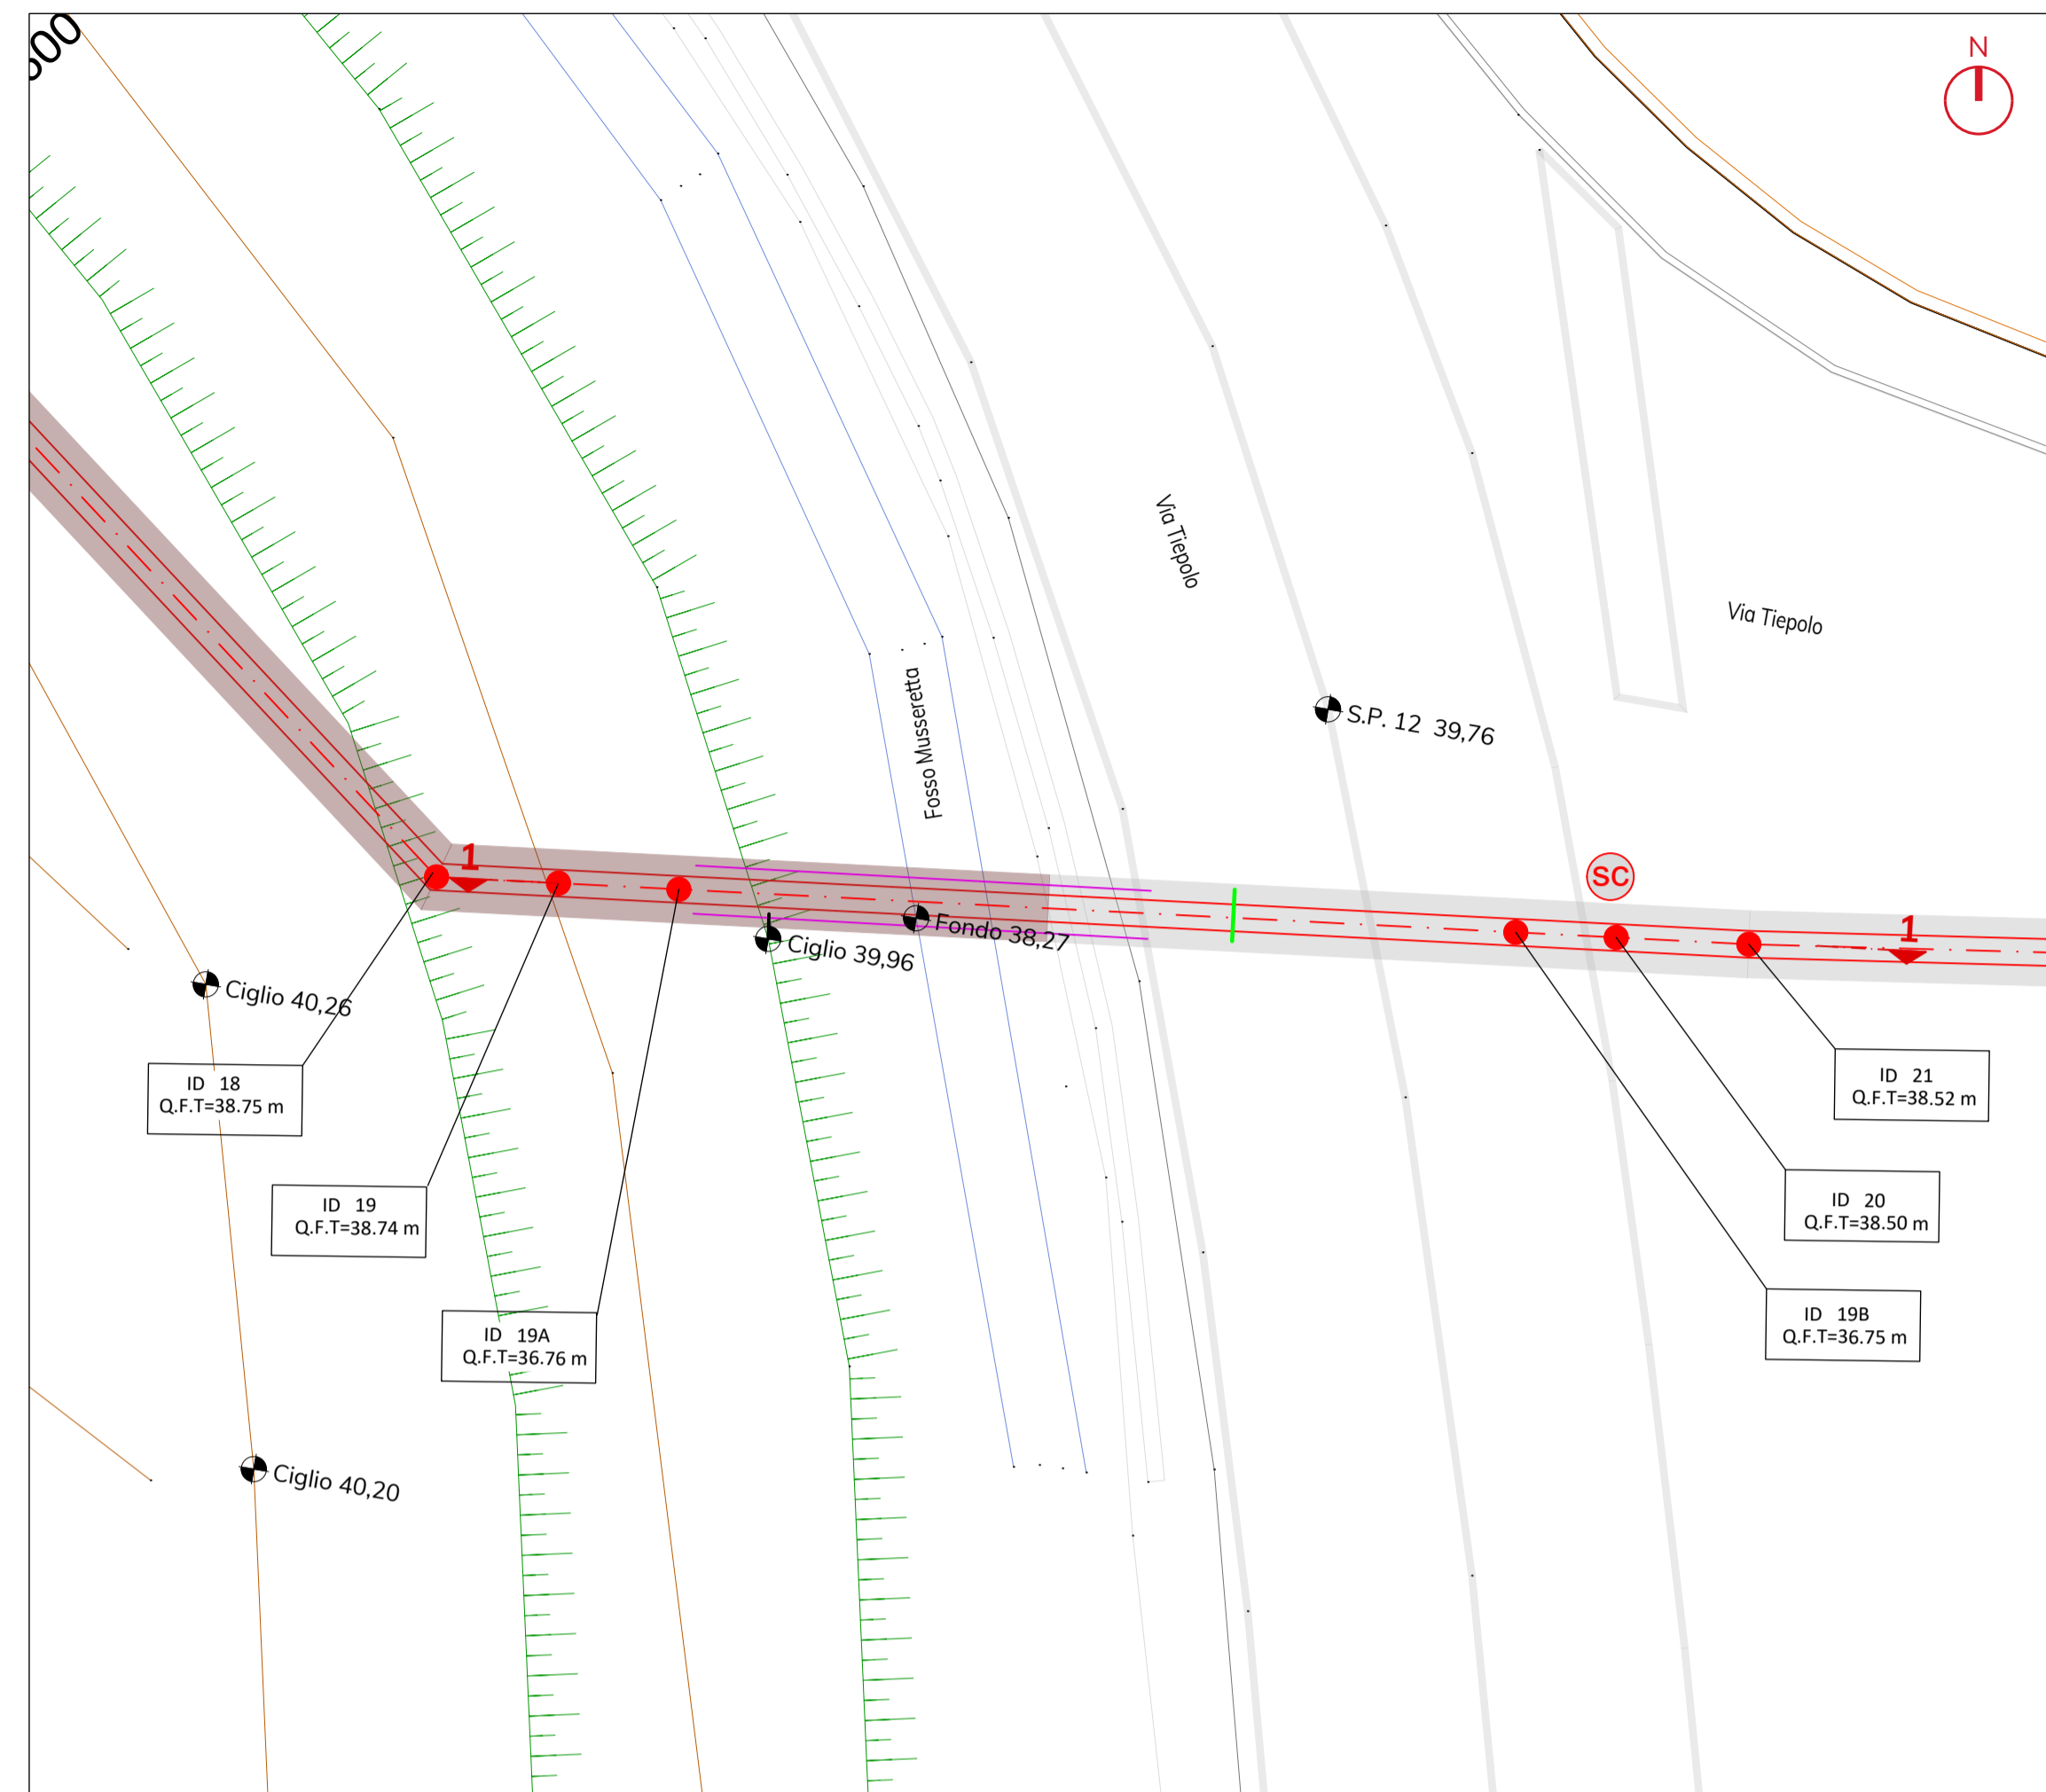 N
Via Tiepolo
Via Tiepolo
Fosso Musseretta
S.P. 12 39,76
1
SC
Fondo 38,27
Ciglio 39,96
1
Ciglio 40,26
ID 18
Q.F.T=38.75 m
ID 21
Q.F.T=38.52 m
ID 19
Q.F.T=38.74 m
ID 20
Q.F.T=38.50 m
ID 19A
Q.F.T=36.76 m
ID 19B
Q.F.T=36.75 m
Ciglio 40,20